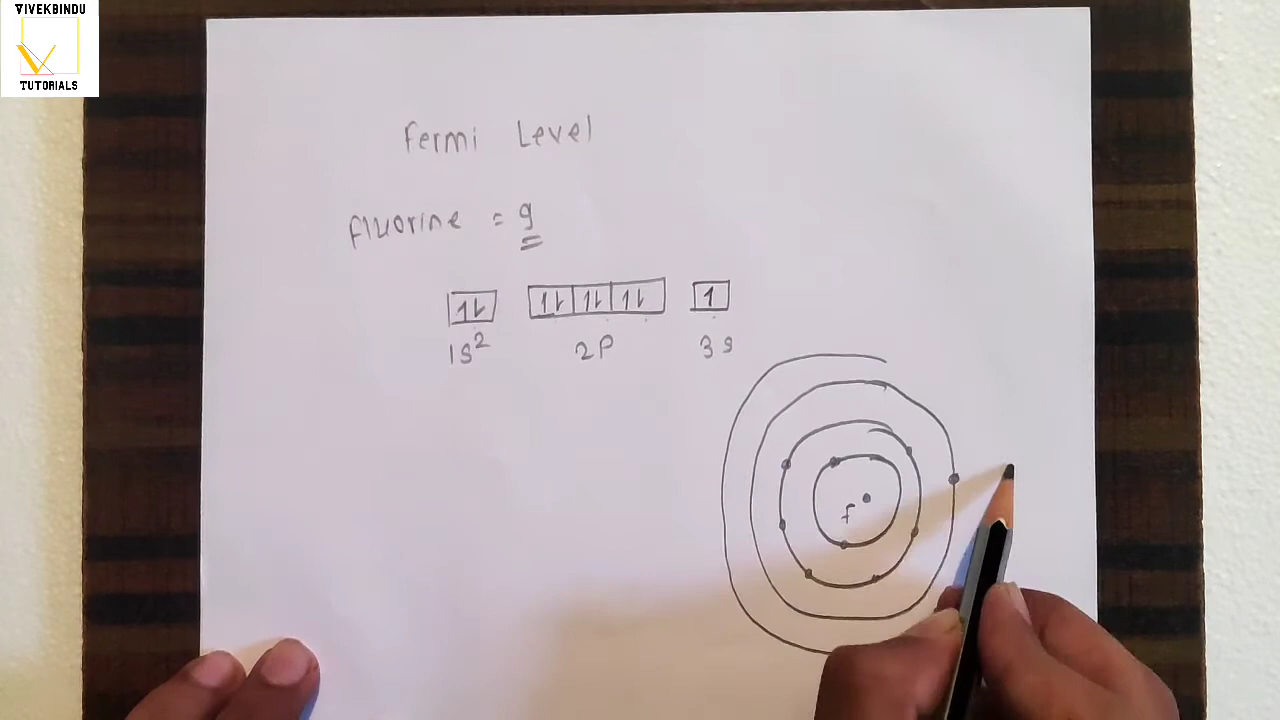 VIVEKBINDU
TUTORIALS
Fermi Level
fluorine = 9
1s²
2P
3s
f